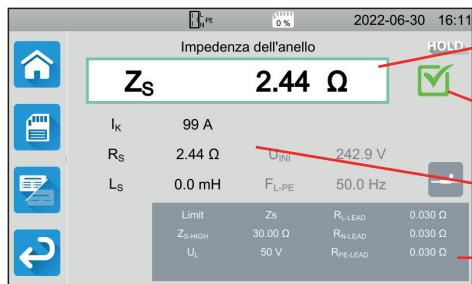 L N PE 0 % 2022-06-30 16:11
Impedenza dell'anello HOLD
ZS 2.44 Ω
IK 99 A
RS 2.44 Ω UINI 242.9 V
LS 0.0 mH FL-PE 50.0 Hz
Limit Zs RL-LEAD 0.030 Ω
ZS-HIGH 30.00 Ω RN-LEAD 0.030 Ω
UL 50 V RPE-LEAD 0.030 Ω